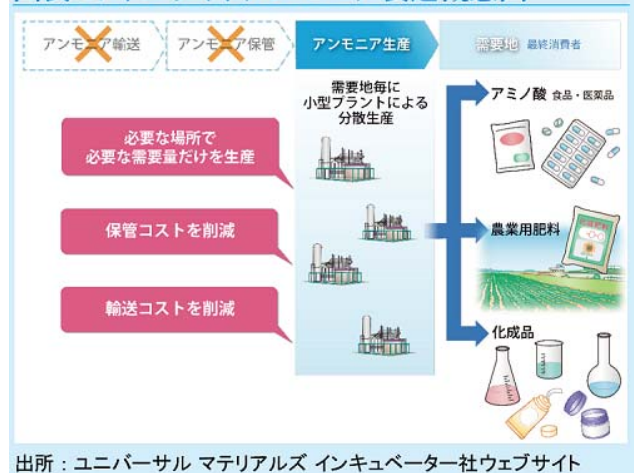 アンモニア輸送
アンモニア保管
アンモニア生産
需要地 最終消費者
需要地毎に
小型プラントによる
分散生産
必要な場所で
必要な需要量だけを生産
保管コストを削減
輸送コストを削減
アミノ酸 食品・医薬品
農業用肥料
化成品
出所：ユニバーサル マテリアルズ インキュベーター社ウェブサイト